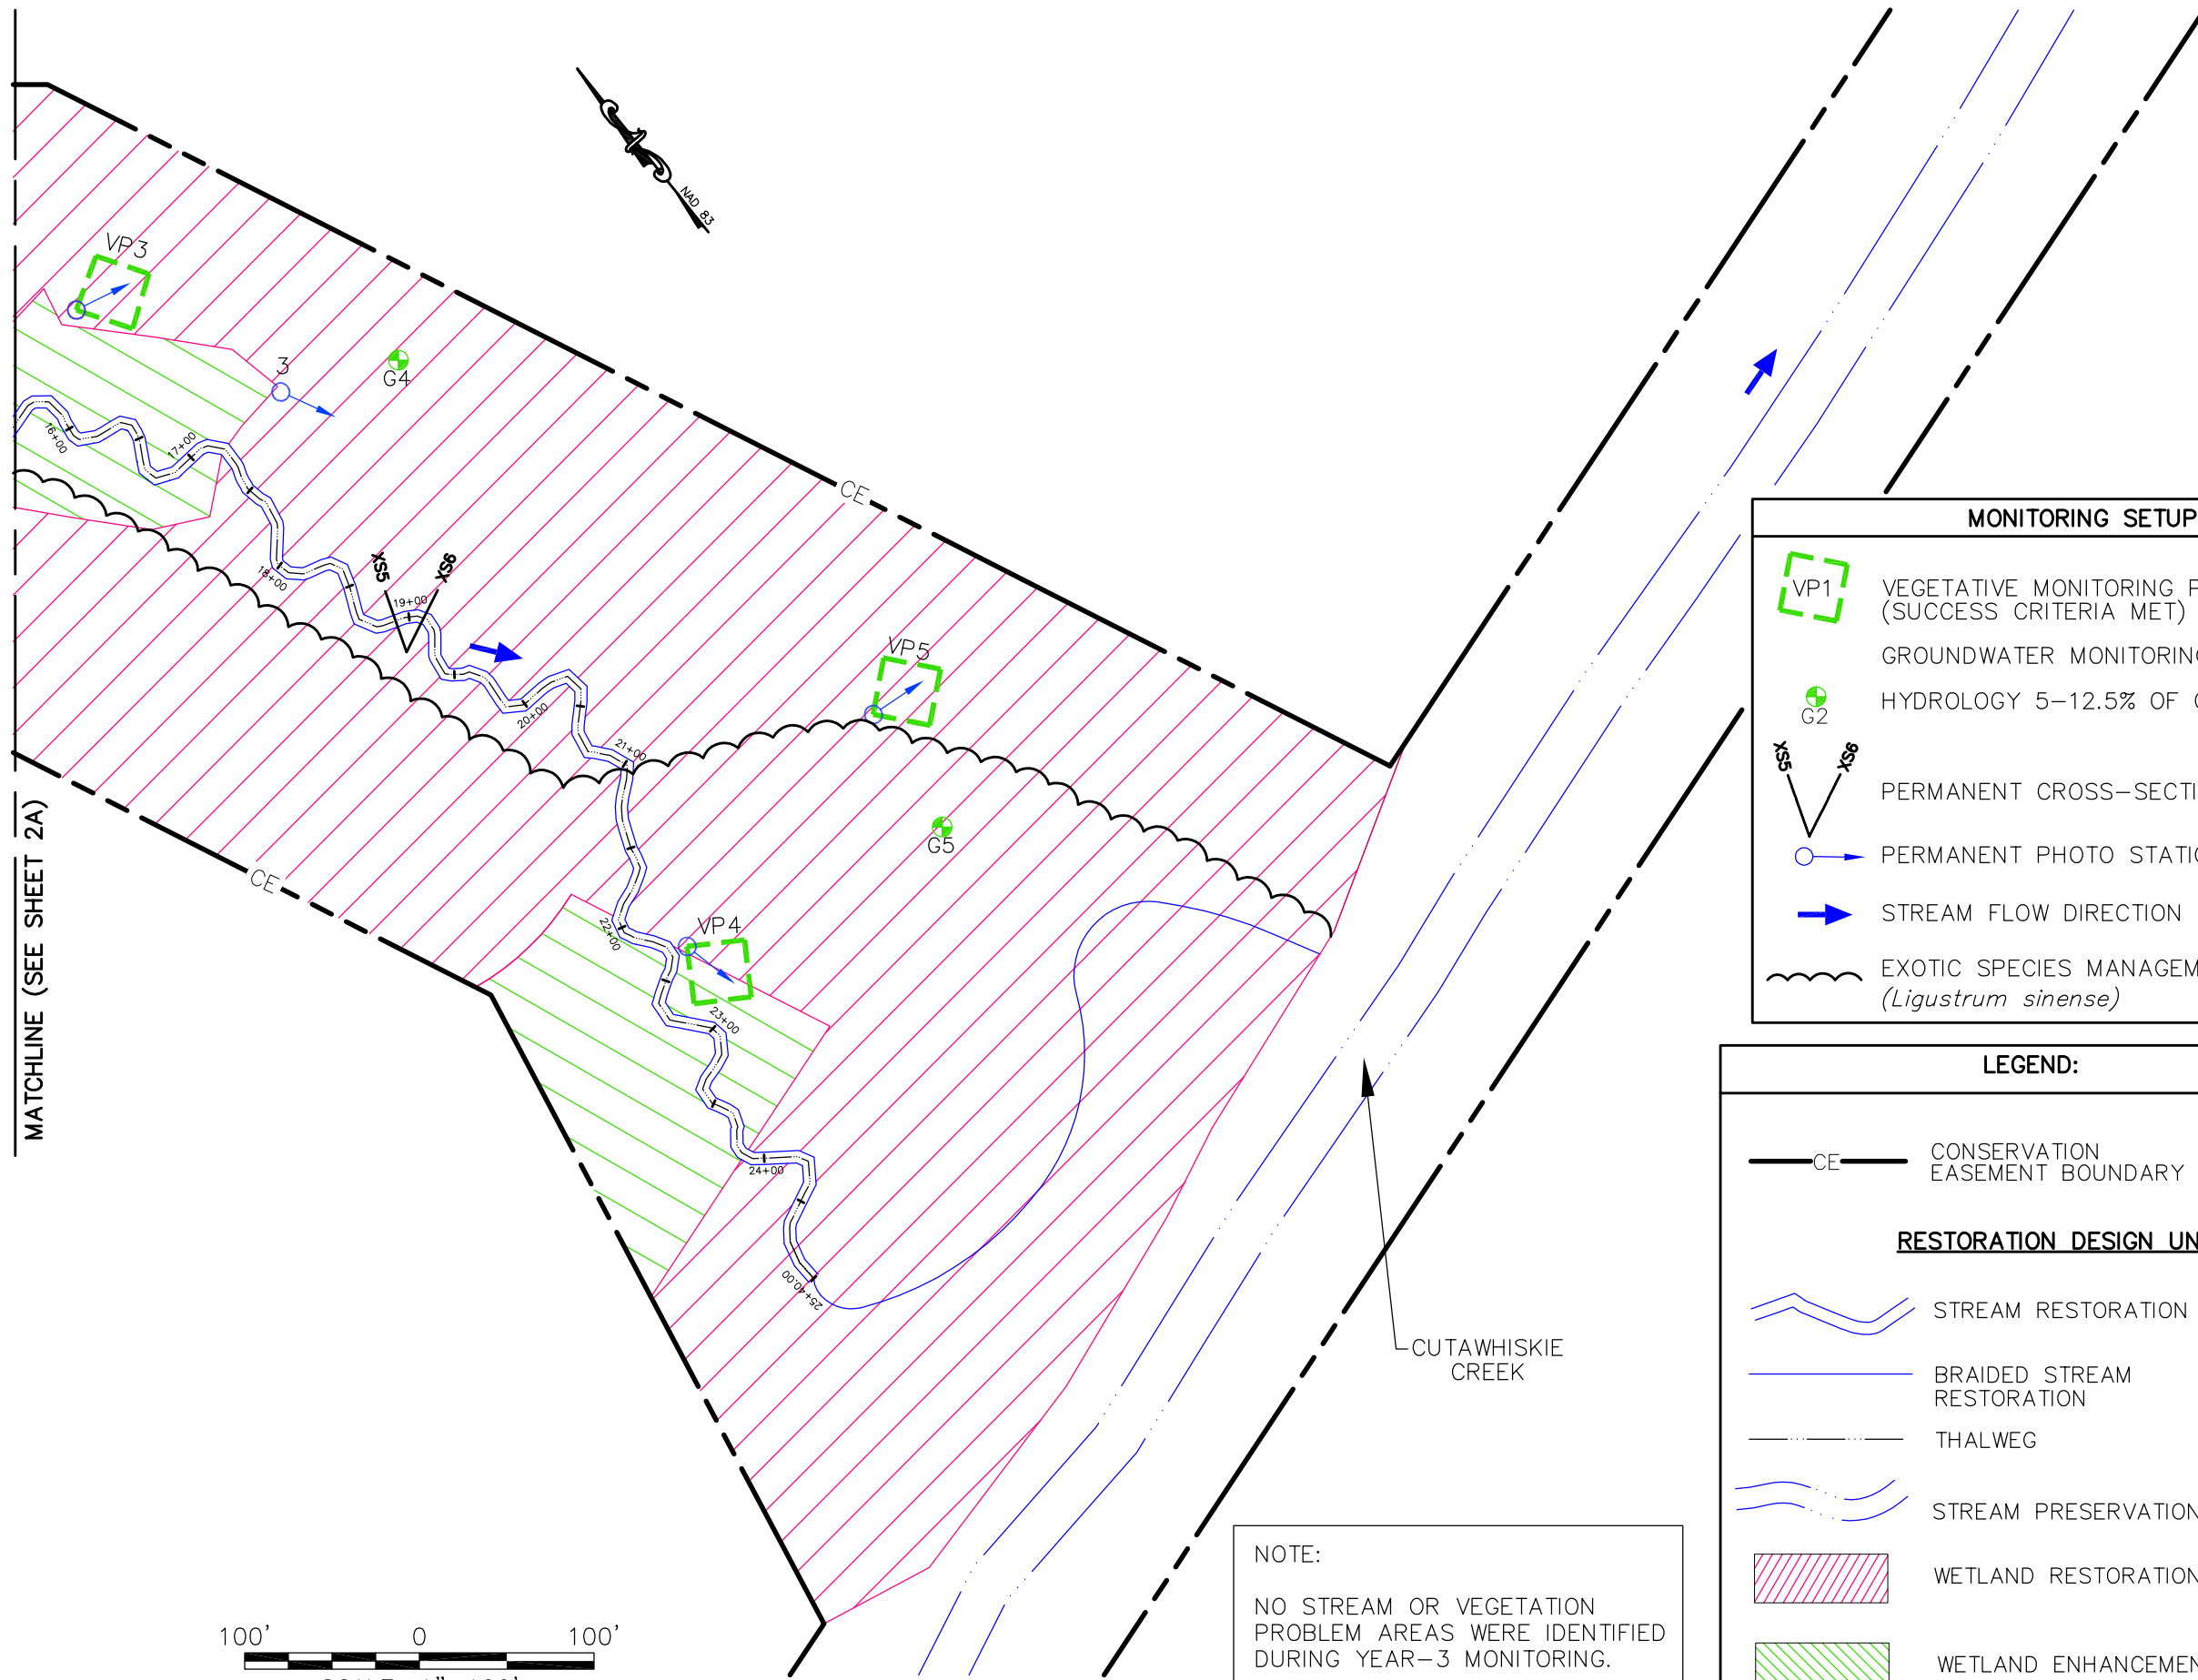 NAD 83
VP3
3
G4
16+00
17+00
CE
18+00
XS5
XS6
19+00
20+00
VP5
21+00
G5
MATCHLINE (SEE SHEET 2A)
CE
22+00
VP4
23+00
24+00
25+40.00
CUTAWHISKIE
CREEK
100' 0 100'
NOTE:
NO STREAM OR VEGETATION
PROBLEM AREAS WERE IDENTIFIED
DURING YEAR-3 MONITORING.
MONITORING SETUP
VP1
VEGETATIVE MONITORING
(SUCCESS CRITERIA MET)
GROUNDWATER MONITORING
G2
HYDROLOGY 5-12.5% OF
XS5
XS6
PERMANENT CROSS-SECTI
PERMANENT PHOTO STATIO
STREAM FLOW DIRECTION
EXOTIC SPECIES MANAGEM
(Ligustrum sinense)
LEGEND:
CE
CONSERVATION
EASEMENT BOUNDARY
RESTORATION DESIGN UN
STREAM RESTORATION
BRAIDED STREAM
RESTORATION
THALWEG
STREAM PRESERVATION
WETLAND RESTORATION
WETLAND ENHANCEMEN